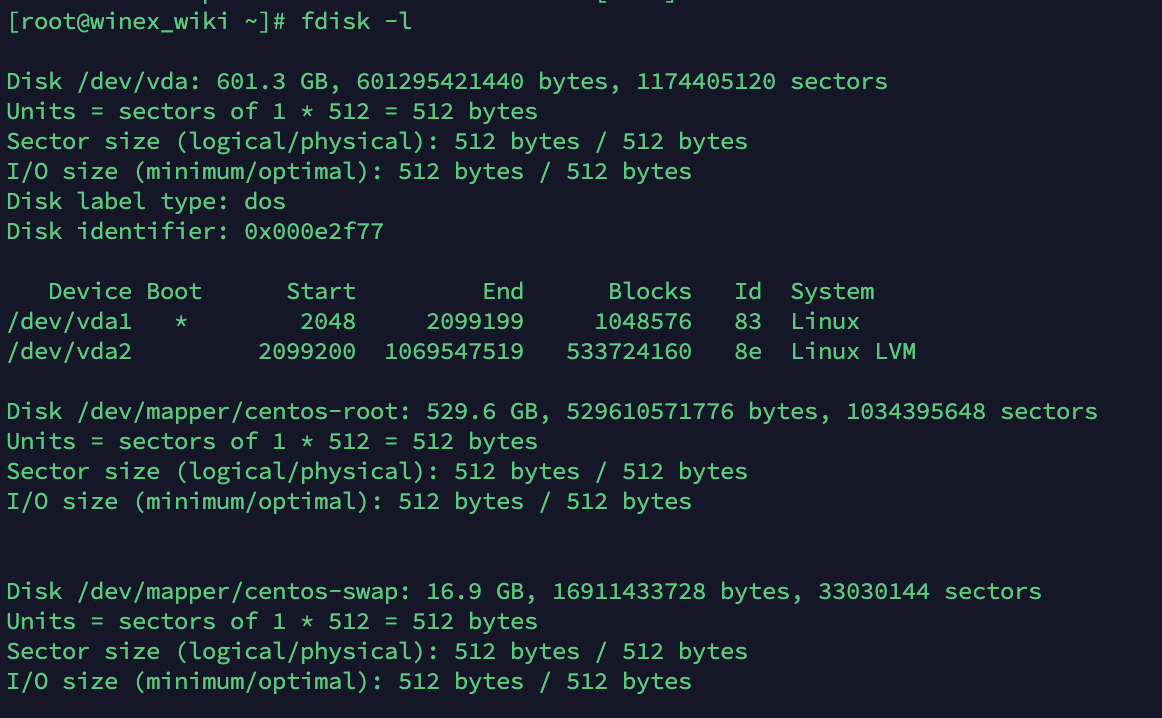 [root@winex_wiki ~]# fdisk -l
Disk /dev/vda: 601.3 GB, 601295421440 bytes, 1174405120 sectors
Units = sectors of 1 * 512 = 512 bytes
Sector size (logical/physical): 512 bytes / 512 bytes
I/O size (minimum/optimal): 512 bytes / 512 bytes
Disk label type: dos
Disk identifier: 0x000e2f77
Device Boot Start End Blocks Id System
/dev/vda1 * 2048 2099199 1048576 83 Linux
/dev/vda2 2099200 1069547519 533724160 8e Linux LVM
Disk /dev/mapper/centos-root: 529.6 GB, 529610571776 bytes, 1034395648 sectors
Units = sectors of 1 * 512 = 512 bytes
Sector size (logical/physical): 512 bytes / 512 bytes
I/O size (minimum/optimal): 512 bytes / 512 bytes
Disk /dev/mapper/centos-swap: 16.9 GB, 16911433728 bytes, 33030144 sectors
Units = sectors of 1 * 512 = 512 bytes
Sector size (logical/physical): 512 bytes / 512 bytes
I/O size (minimum/optimal): 512 bytes / 512 bytes